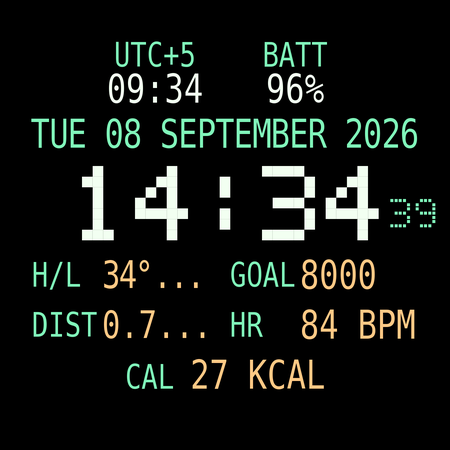 UTC+5 BATT
09:34 96%
TUE 08 SEPTEMBER 2026
14:34 39
H/L 34°... GOAL 8000
DIST 0.7... HR 84 BPM
CAL 27 KCAL